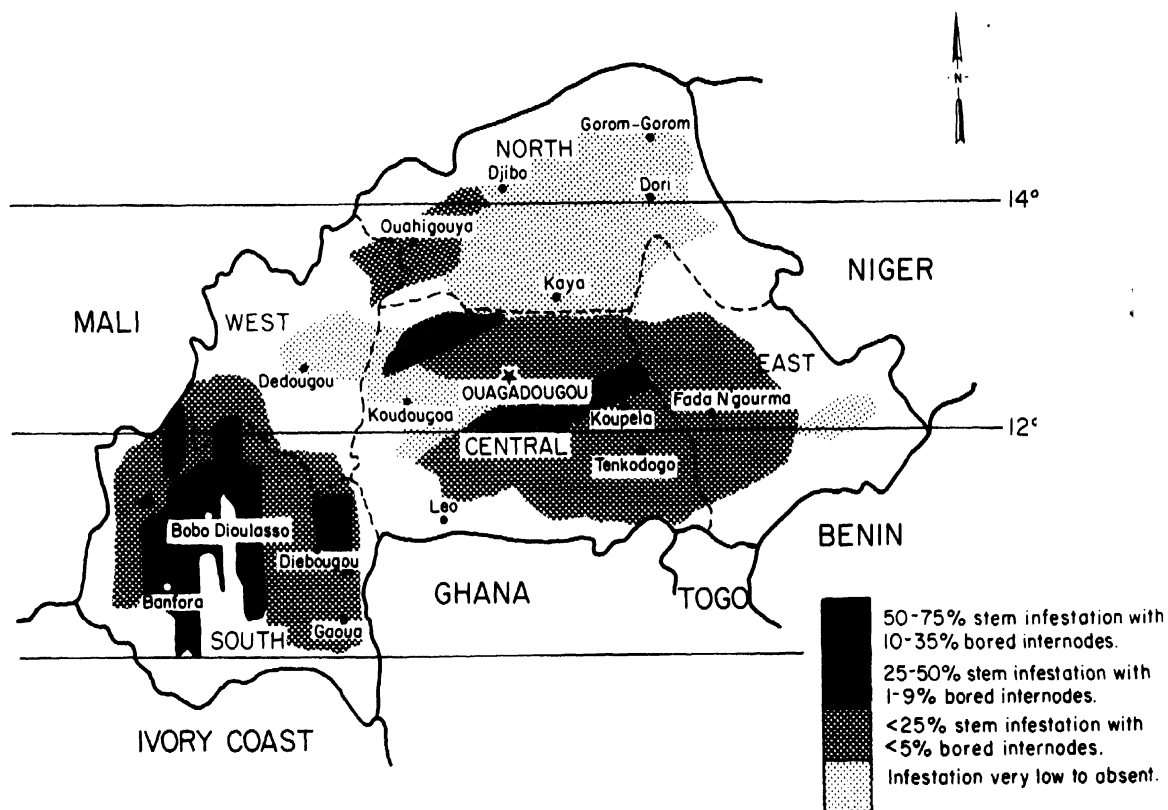 N
Gorom-Gorom
NORTH
Djibo
Dori
14°
Ouahigouya
NIGER
Kaya
MALI
WEST
EAST
Dedougou
OUAGADOUGOU
Koudougoa
Fada N'gourma
Koupela
12°
CENTRAL
Tenkodogo
Leo
Bobo Dioulasso
BENIN
Diebougou
GHANA
TOGO
Banfora
Gaoua
SOUTH
IVORY COAST
50-75% stem infestation with
10-35% bored internodes.
25-50% stem infestation with
1-9% bored internodes.
<25% stem infestation with
<5% bored internodes.
Infestation very low to absent.